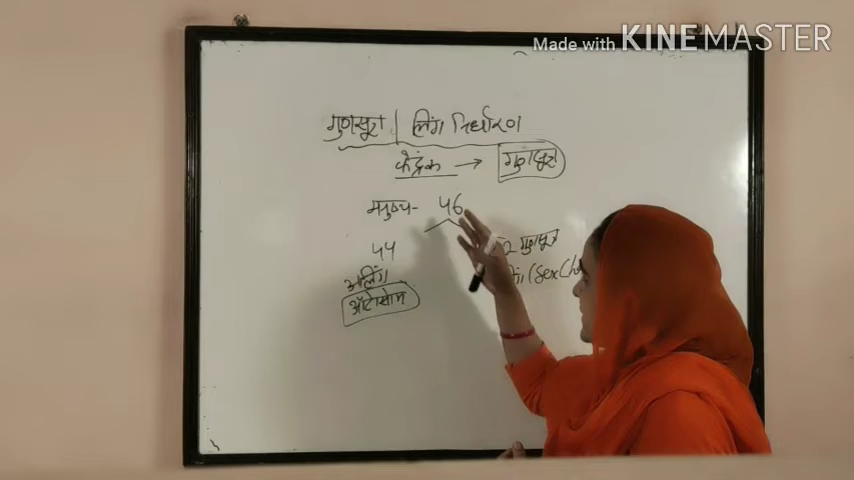 Made with KINEMASTER
गुणसूत्र | लिंग निर्धारण
केंद्रक → गुणसूत्र
मनुष्य - 46
44 2 गुणसूत्र
अलिंग (Sex Ch
ऑटोसोम